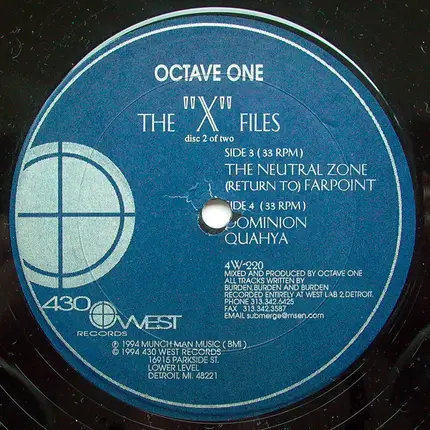 OCTAVE ONE
THE "X" FILES
disc 2 of two
SIDE 3 ( 33 RPM )
THE NEUTRAL ZONE
(RETURN TO) FARPOINT
SIDE 4 ( 33 RPM )
DOMINION
QUAHYA
4W-220
MIXED AND PRODUCED BY OCTAVE ONE
ALL TRACKS WRITTEN BY
BURDEN, BURDEN AND BURDEN
RECORDED ENTIRELY AT WEST LAB 2, DETROIT.
PHONE 313.342.6425
FAX 313.342.3587
EMAIL submerge@msen.com
430 WEST
RECORDS
℗ 1994 MUNCH MAN MUSIC ( BMI )
© 1994 430 WEST RECORDS
16915 PARKSIDE ST.
LOWER LEVEL
DETROIT, MI. 48221